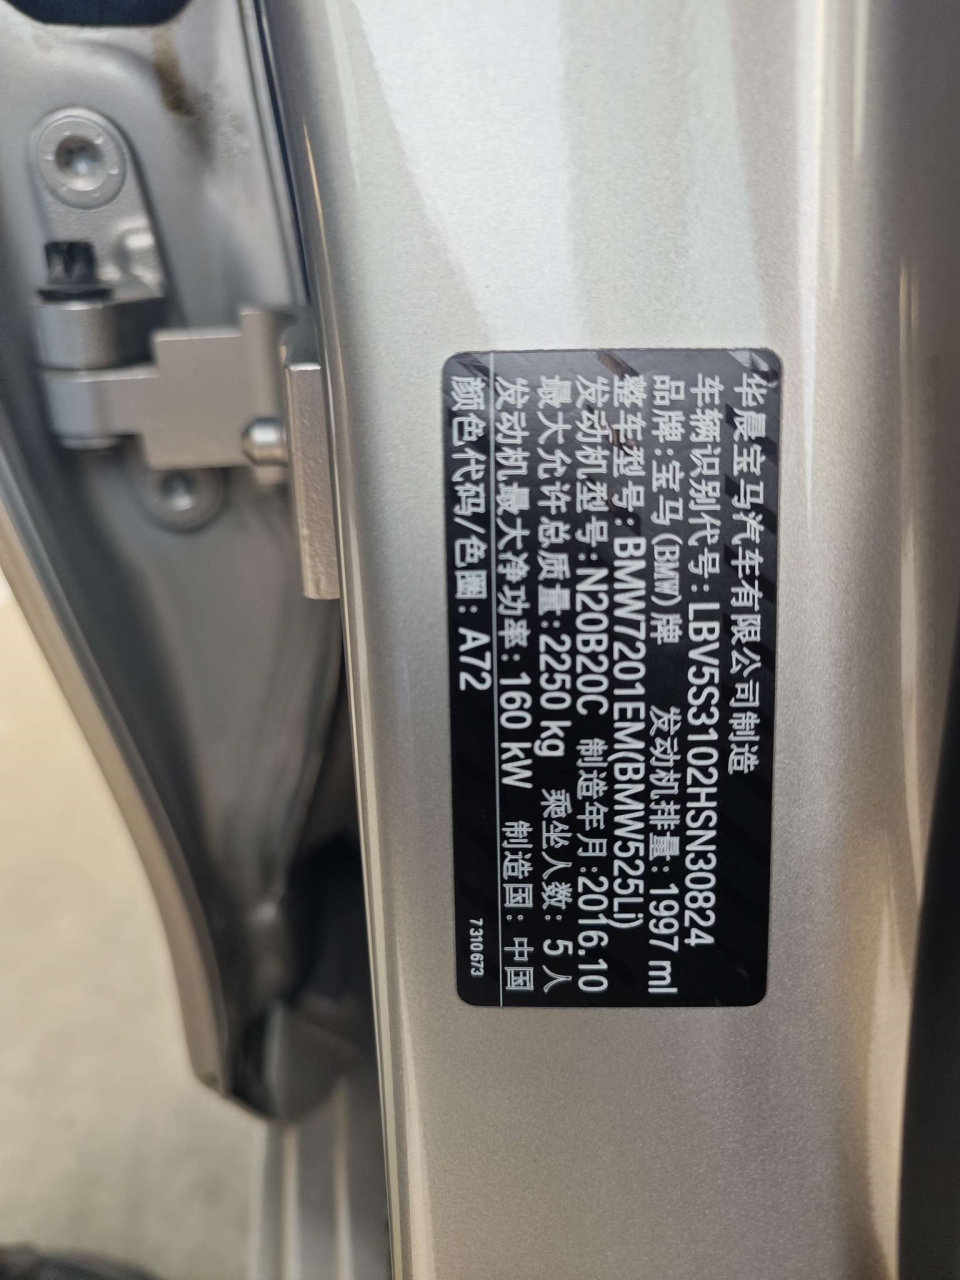 华晨宝马汽车有限公司制造
车辆识别代号:LBV5S3102HSN30824
品牌:宝马(BMW)牌 发动机排量:1997 ml
整车型号:BMW7201EM(BMW525Li)
发动机型号:N20B20C 制造年月:2016.10
最大允许总质量:2250 kg 乘坐人数: 5 人
发动机最大净功率:160 kW 制造国:中国
颜色代码/色圈:A72
7310673